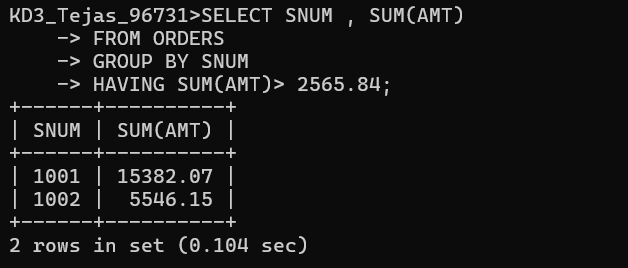 KD3_Tejas_96731>SELECT SNUM , SUM(AMT)
    -> FROM ORDERS
    -> GROUP BY SNUM
    -> HAVING SUM(AMT)> 2565.84;
+------+----------+
| SNUM | SUM(AMT) |
+------+----------+
| 1001 | 15382.07 |
| 1002 |  5546.15 |
+------+----------+
2 rows in set (0.104 sec)